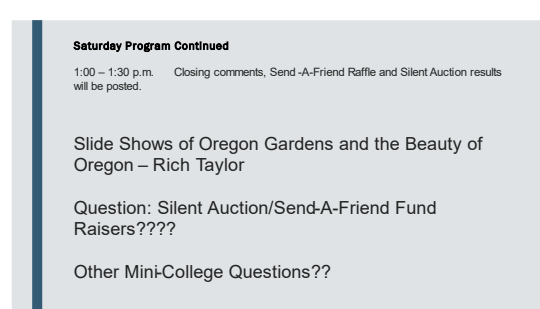 Saturday Program Continued
1:00 – 1:30 p.m. Closing comments, Send -A-Friend Raffle and Silent Auction results
will be posted.
Slide Shows of Oregon Gardens and the Beauty of
Oregon – Rich Taylor
Question: Silent Auction/Send-A-Friend Fund
Raisers????
Other Mini-College Questions??